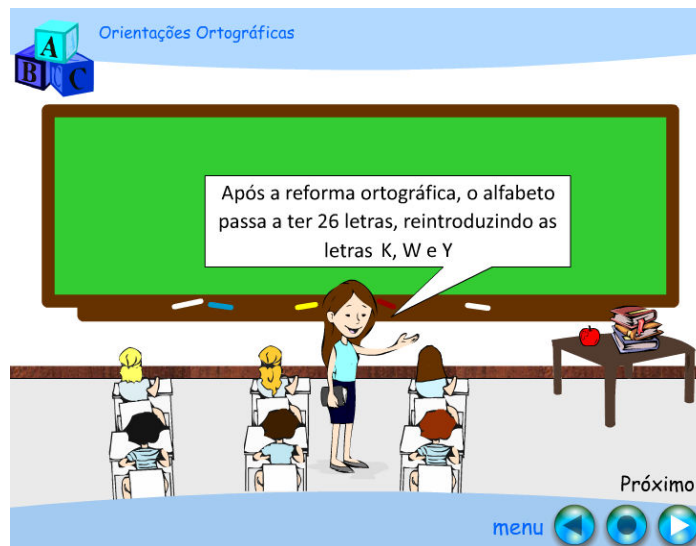 Orientações Ortográficas
A
B C
Após a reforma ortográfica, o alfabeto
passa a ter 26 letras, reintroduzindo as
letras K, W e Y
Próximo
menu